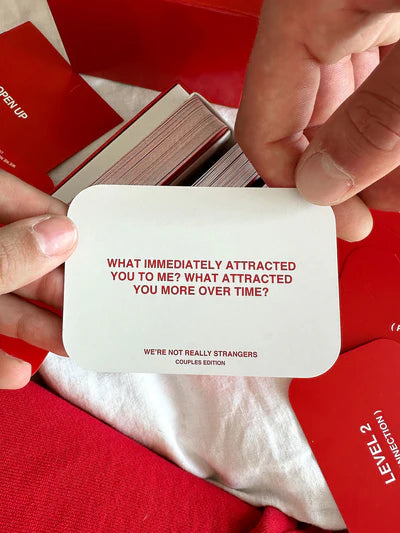 OPEN UP
WHAT IMMEDIATELY ATTRACTED
YOU TO ME? WHAT ATTRACTED
YOU MORE OVER TIME?
WE'RE NOT REALLY STRANGERS
COUPLES EDITION
LEVEL 2